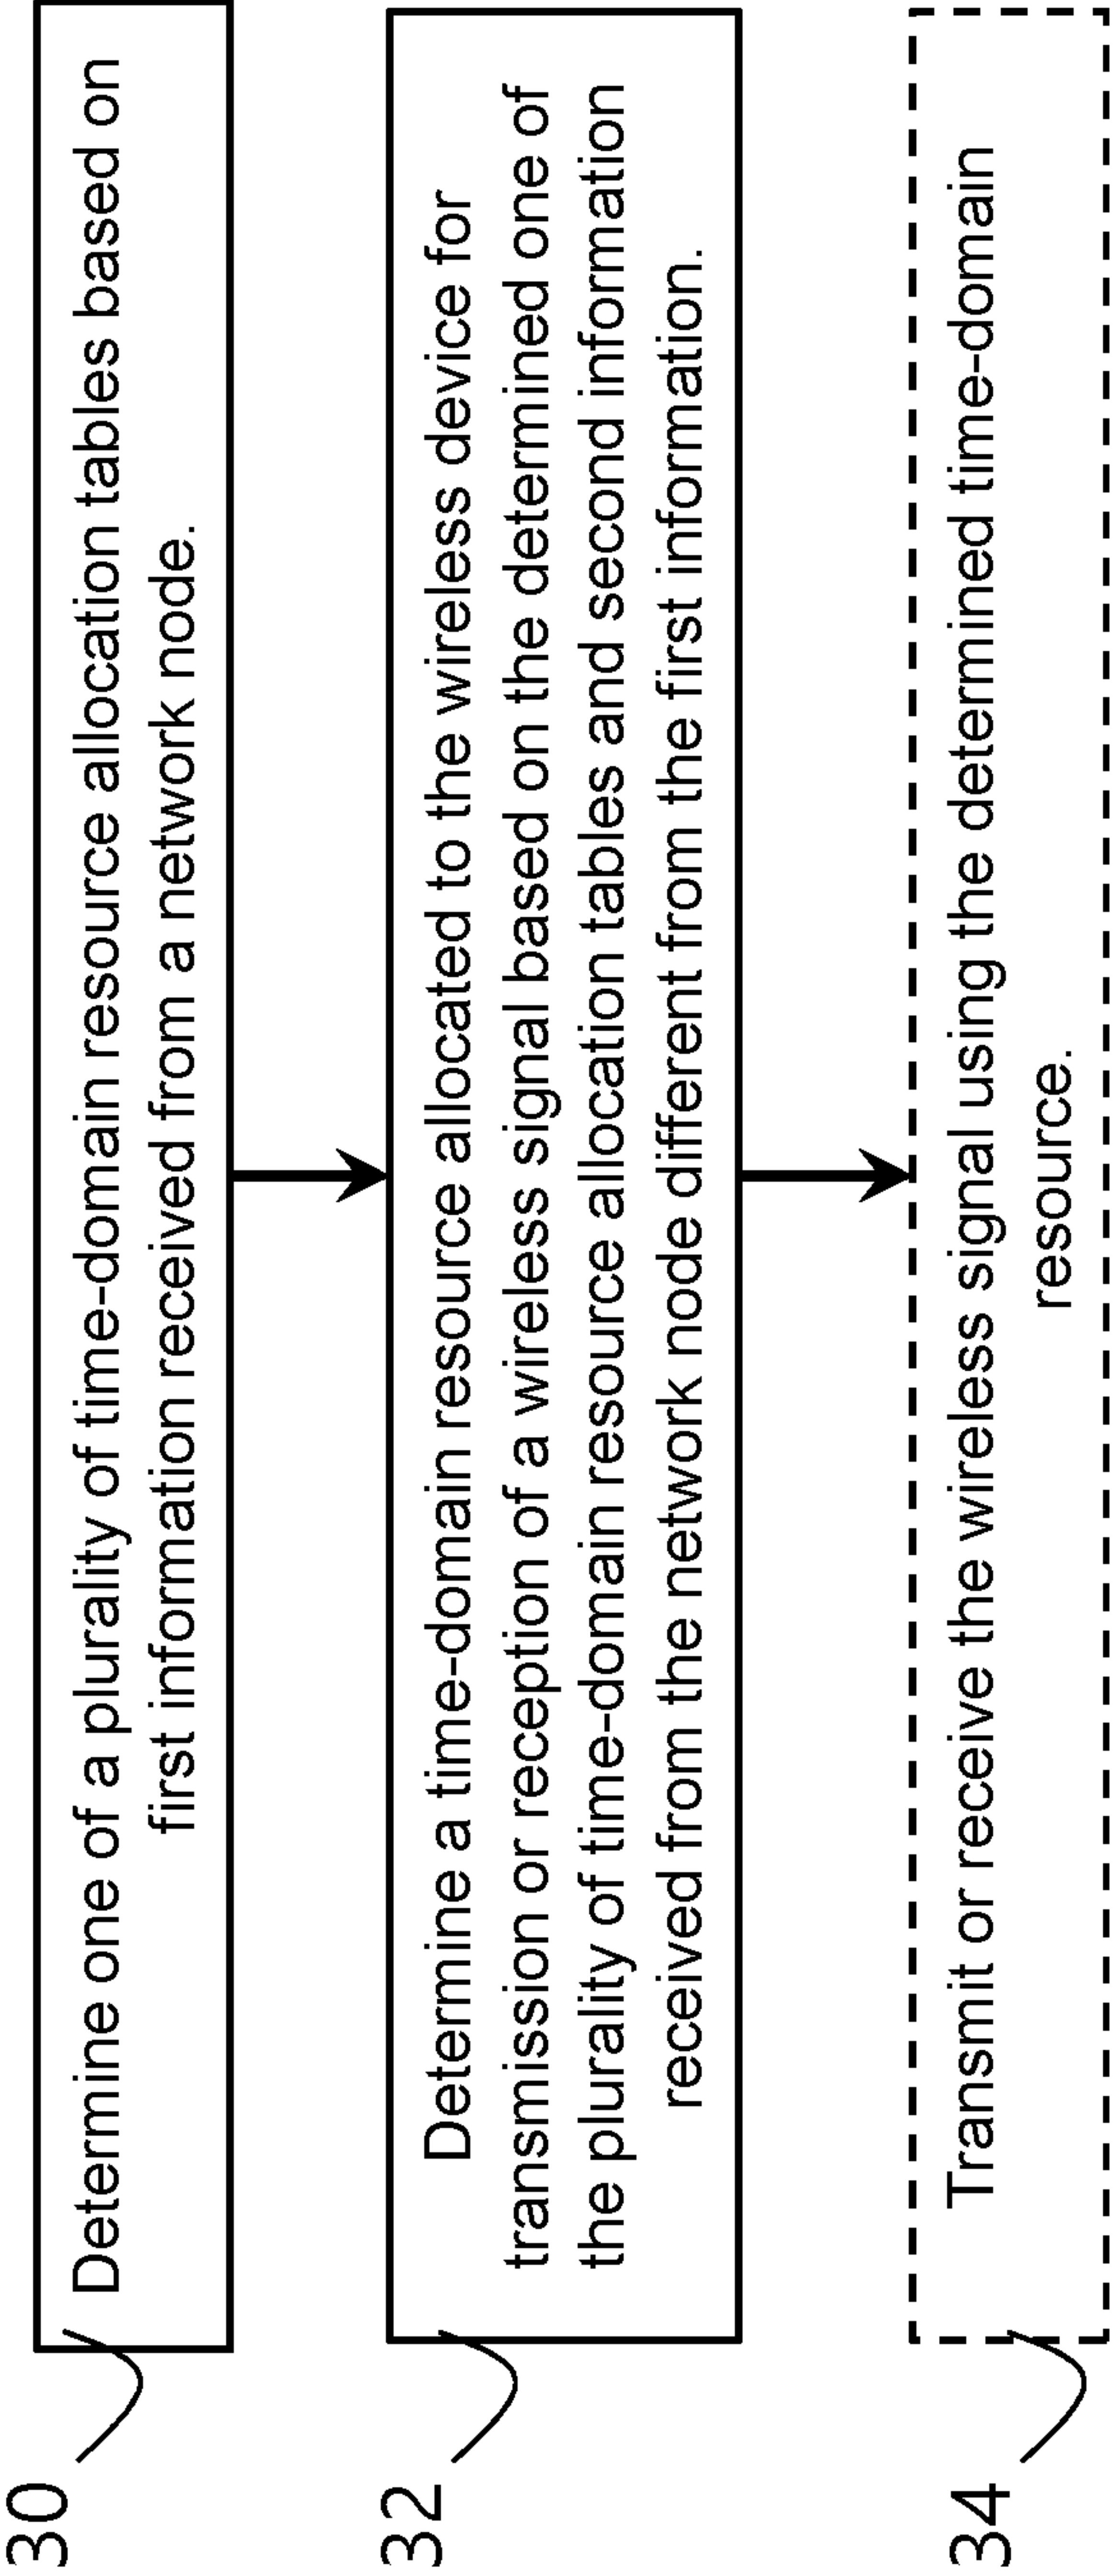 30
Determine one of a plurality of time-domain resource allocation tables based on
first information received from a network node.
32
Determine a time-domain resource allocated to the wireless device for
transmission or reception of a wireless signal based on the determined one of
the plurality of time-domain resource allocation tables and second information
received from the network node different from the first information.
34
Transmit or receive the wireless signal using the determined time-domain
resource.